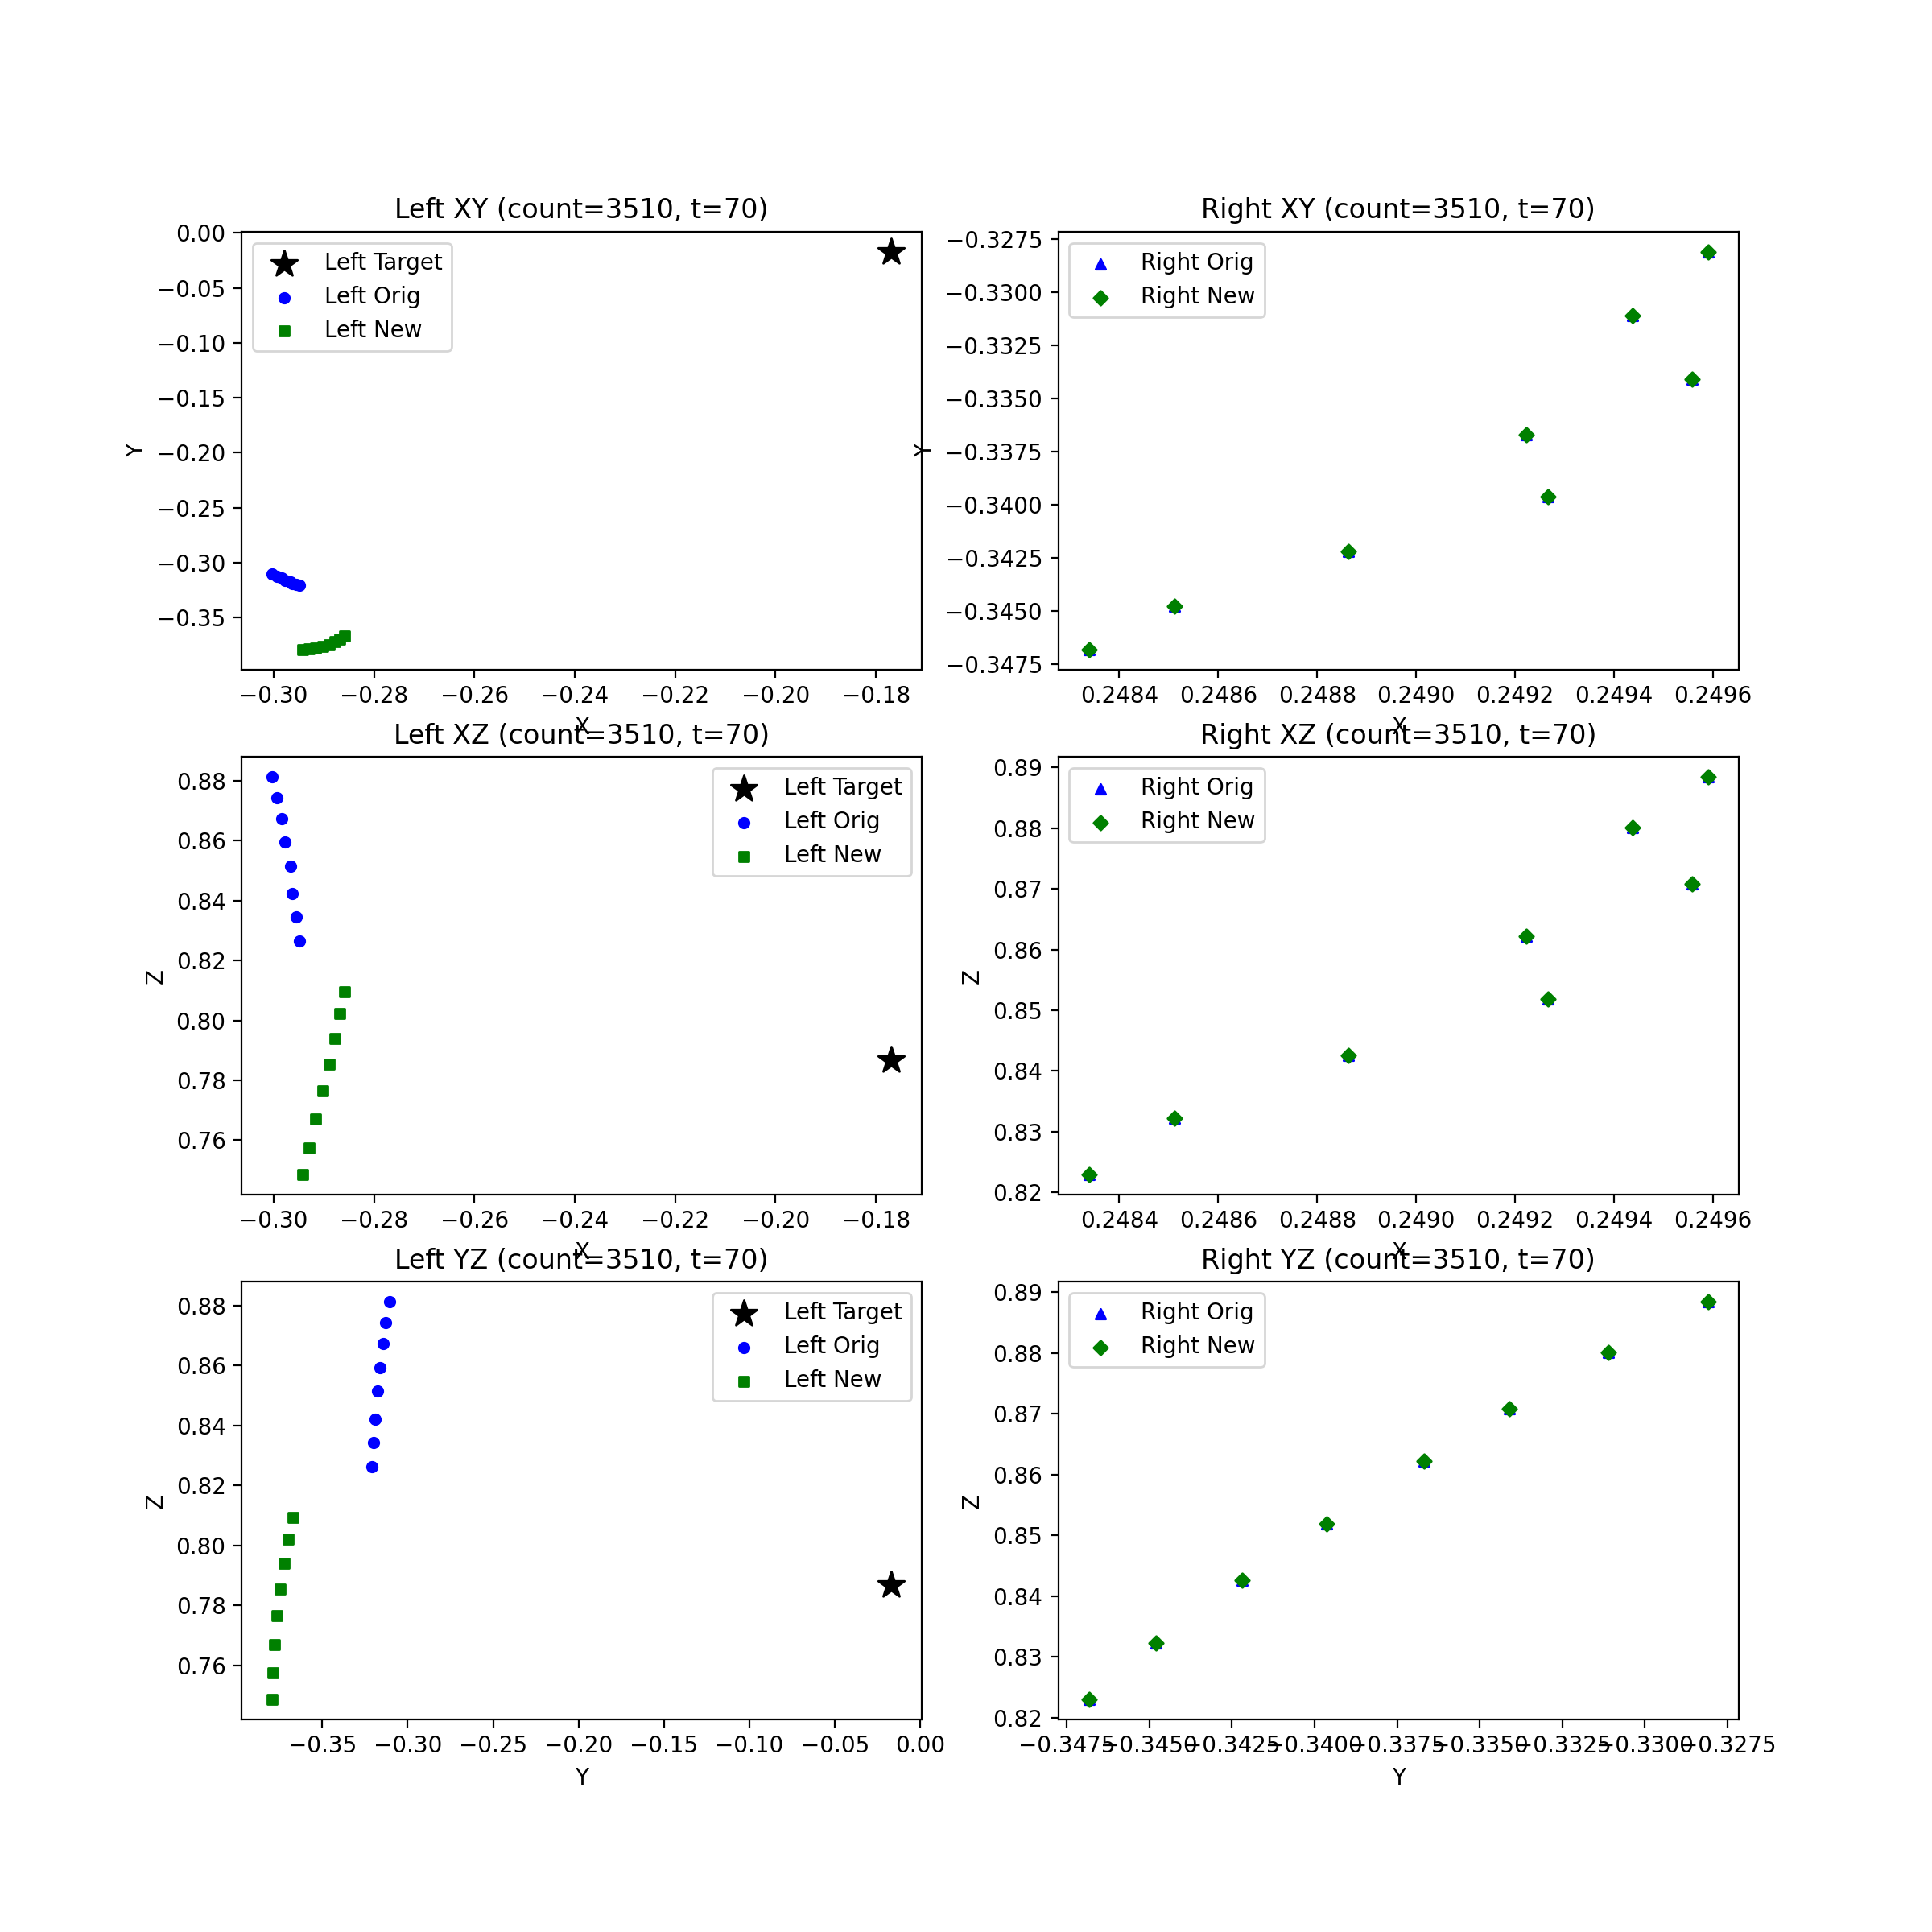 Left XY (count=3510, t=70)
0.00
−0.05
−0.10
−0.15
−0.20
−0.25
−0.30
−0.35
Y
Left Target
Left Orig
Left New
−0.30 −0.28 −0.26 −0.24 −0.22 −0.20 −0.18
X
Right XY (count=3510, t=70)
−0.3275
−0.3300
−0.3325
−0.3350
−0.3375
−0.3400
−0.3425
−0.3450
−0.3475
Y
Right Orig
Right New
0.2484 0.2486 0.2488 0.2490 0.2492 0.2494 0.2496
X
Left XZ (count=3510, t=70)
0.88
0.86
0.84
0.82
0.80
0.78
0.76
Z
Left Target
Left Orig
Left New
−0.30 −0.28 −0.26 −0.24 −0.22 −0.20 −0.18
X
Right XZ (count=3510, t=70)
0.89
0.88
0.87
0.86
0.85
0.84
0.83
0.82
Z
Right Orig
Right New
0.2484 0.2486 0.2488 0.2490 0.2492 0.2494 0.2496
X
Left YZ (count=3510, t=70)
0.88
0.86
0.84
0.82
0.80
0.78
0.76
Z
Left Target
Left Orig
Left New
−0.35 −0.30 −0.25 −0.20 −0.15 −0.10 −0.05 0.00
Y
Right YZ (count=3510, t=70)
0.89
0.88
0.87
0.86
0.85
0.84
0.83
0.82
Z
Right Orig
Right New
−0.3475 −0.3450 −0.3425 −0.3400 −0.3375 −0.3350 −0.3325 −0.3300 −0.3275
Y